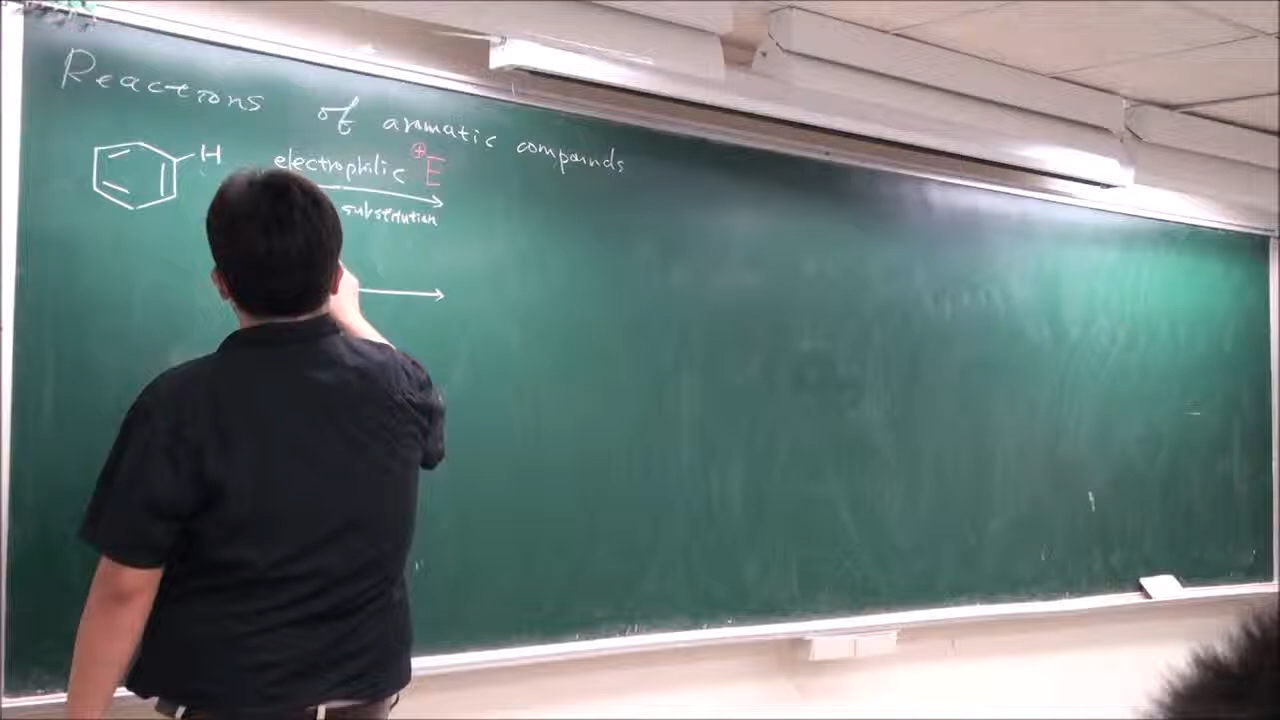 Reactions of aromatic compounds
H
electrophilic ⊕E
substitution